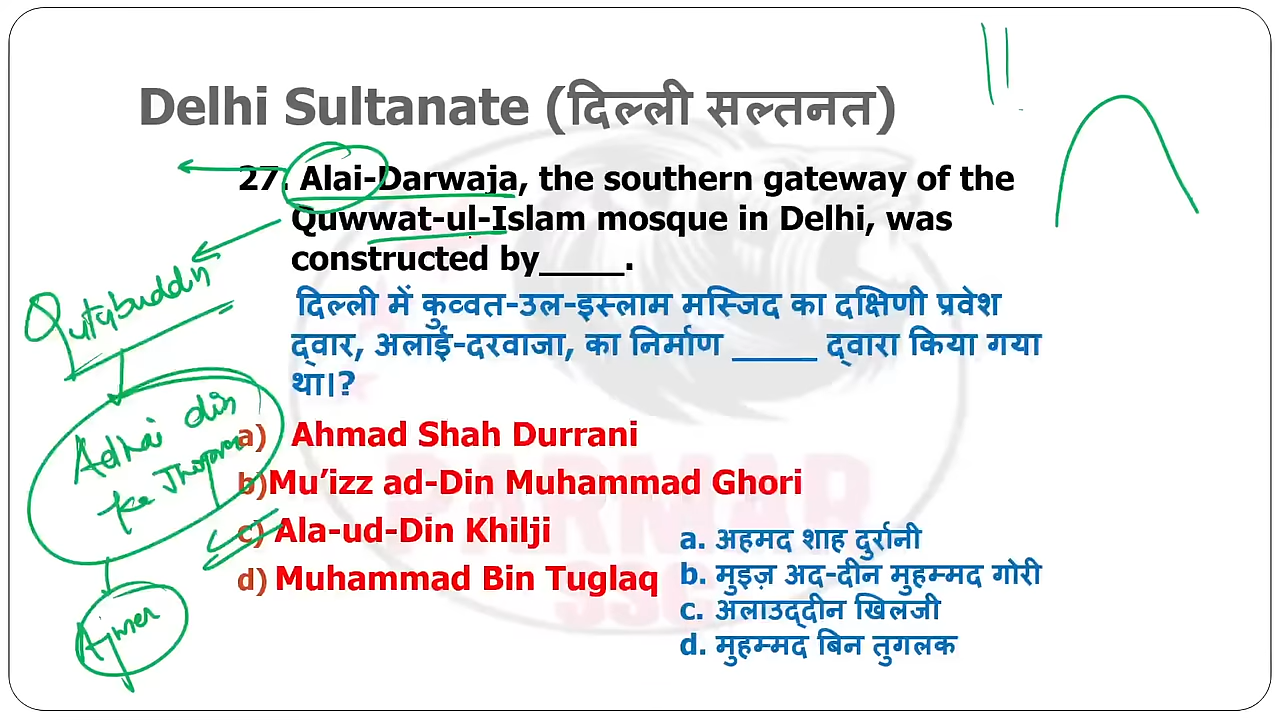 Delhi Sultanate (दिल्ली सल्तनत)
27. Alai-Darwaja, the southern gateway of the
Quwwat-ul-Islam mosque in Delhi, was
constructed by____.
दिल्ली में कुव्वत-उल-इस्लाम मस्जिद का दक्षिणी प्रवेश
द्वार, अलाई-दरवाजा, का निर्माण _____ द्वारा किया गया
था।?
a) Ahmad Shah Durrani
b)Mu’izz ad-Din Muhammad Ghori
c) Ala-ud-Din Khilji
d) Muhammad Bin Tuglaq
a. अहमद शाह दुर्रानी
b. मुइज़ अद-दीन मुहम्मद गोरी
c. अलाउद्दीन खिलजी
d. मुहम्मद बिन तुगलक
Qutubuddin
Adhai din
ka Jhopra
Ajmer
PARMAR
SSC